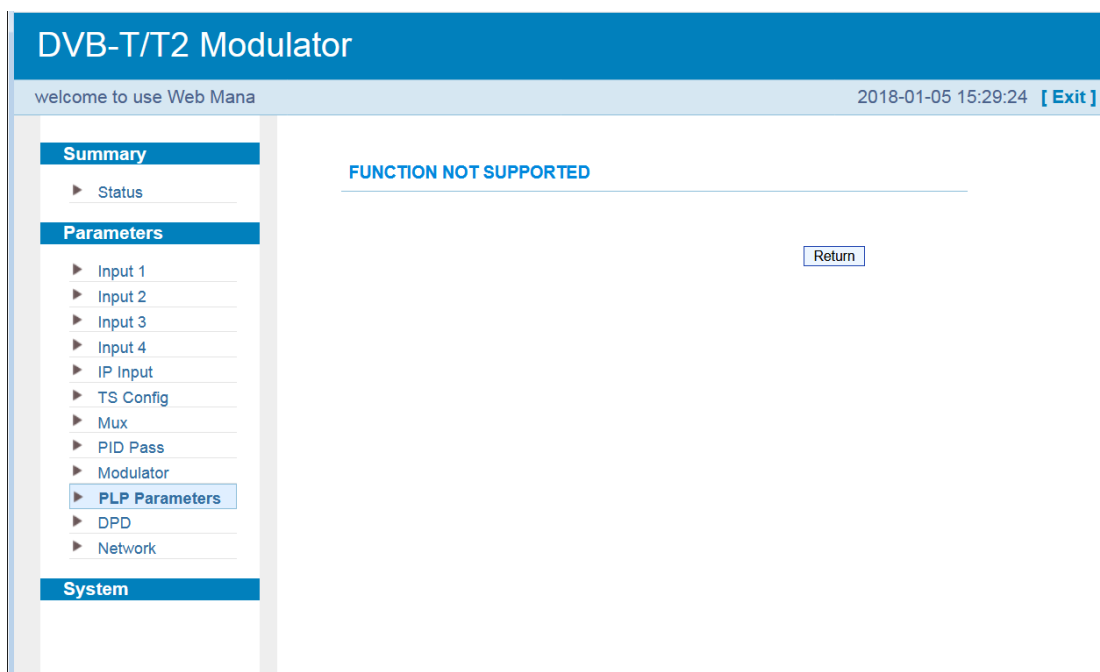 DVB-T/T2 Modulator
welcome to use Web Mana
2018-01-05 15:29:24 [ Exit ]
Summary
Status
Parameters
Input 1
Input 2
Input 3
Input 4
IP Input
TS Config
Mux
PID Pass
Modulator
PLP Parameters
DPD
Network
System
FUNCTION NOT SUPPORTED
Return